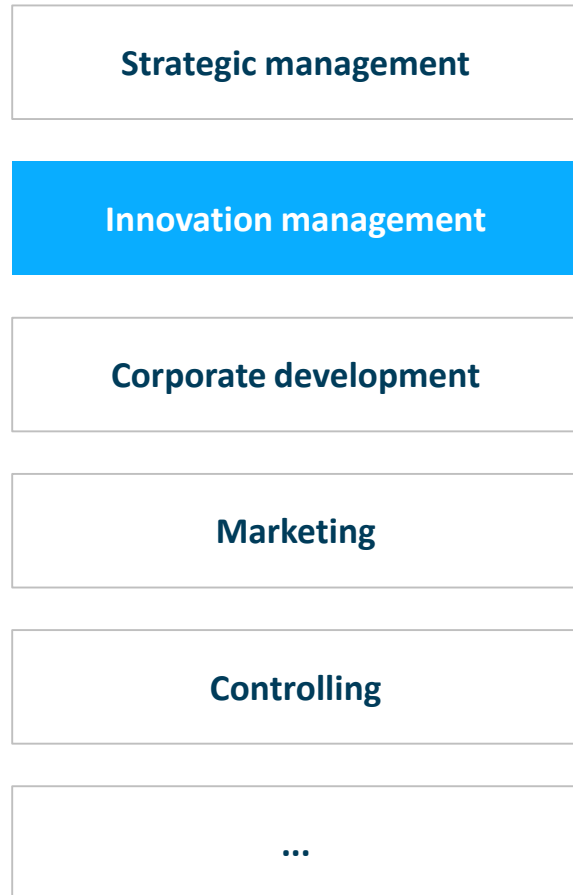 Strategic management
Innovation management
Corporate development
Marketing
Controlling
...